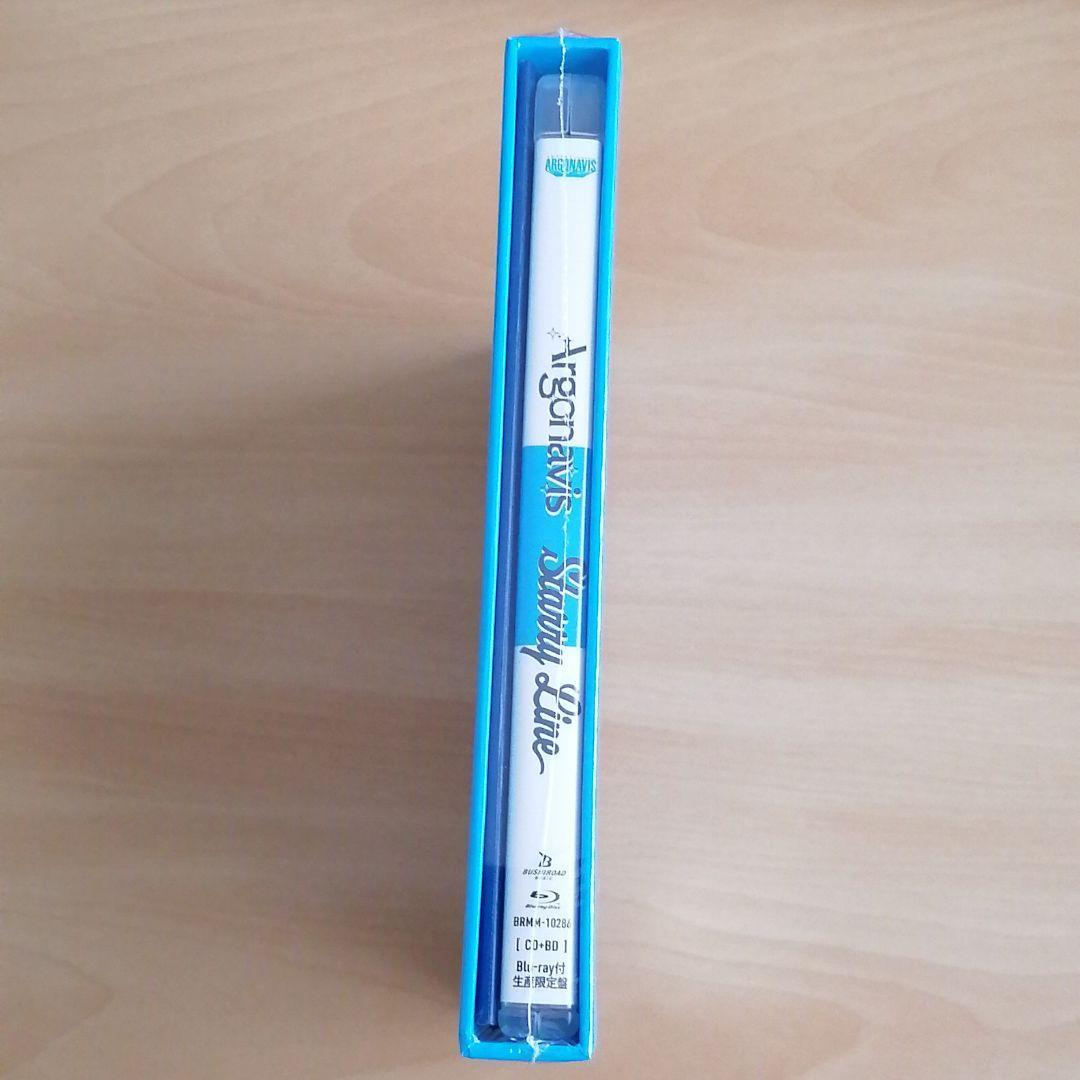 ARGONAVIS
Argonavis
Starry Line
BUSHIROAD
Blu-ray Disc
BRMM-10286
[ CD+BD ]
Blu-ray付
生産限定盤